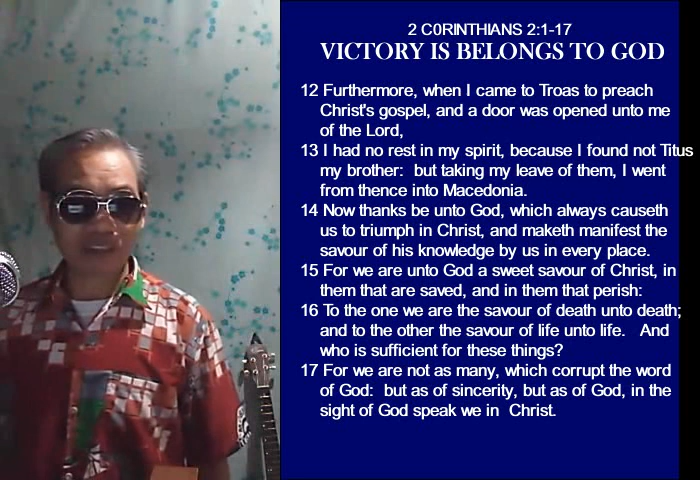 2 C0RINTHIANS 2:1-17
VICTORY IS BELONGS TO GOD
12 Furthermore, when I came to Troas to preach
Christ's gospel, and a door was opened unto me
of the Lord,
13 I had no rest in my spirit, because I found not Titus
my brother: but taking my leave of them, I went
from thence into Macedonia.
14 Now thanks be unto God, which always causeth
us to triumph in Christ, and maketh manifest the
savour of his knowledge by us in every place.
15 For we are unto God a sweet savour of Christ, in
them that are saved, and in them that perish:
16 To the one we are the savour of death unto death;
and to the other the savour of life unto life. And
who is sufficient for these things?
17 For we are not as many, which corrupt the word
of God: but as of sincerity, but as of God, in the
sight of God speak we in Christ.